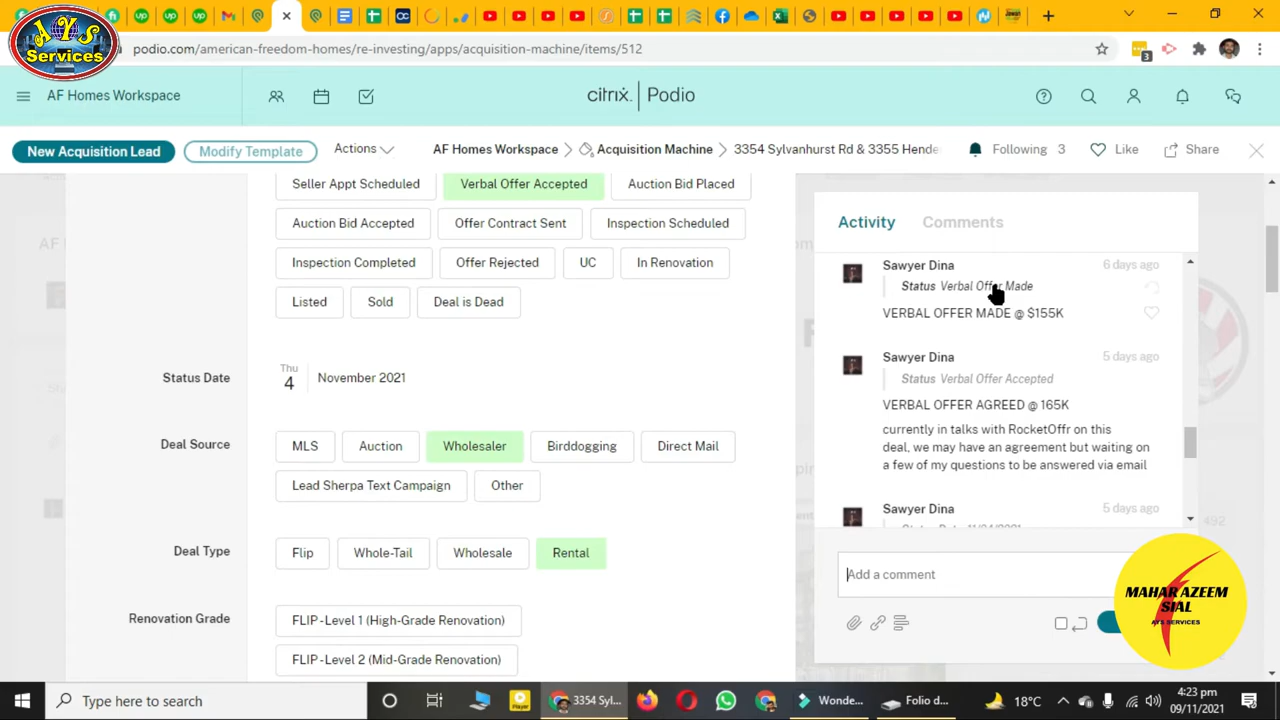 AYS
Services
podio.com/american-freedom-homes/re-investing/apps/acquisition-machine/items/512
3
AF Homes Workspace
citrix. | Podio
New Acquisition Lead
Modify Template
Actions
AF Homes Workspace > Acquisition Machine > 3354 Sylvanhurst Rd & 3355 Hende
Following 3
Like
Share
Seller Appt Scheduled
Verbal Offer Accepted
Auction Bid Placed
Auction Bid Accepted
Offer Contract Sent
Inspection Scheduled
Inspection Completed
Offer Rejected
UC
In Renovation
Listed
Sold
Deal is Dead
Status Date
Thu
4
November 2021
Deal Source
MLS
Auction
Wholesaler
Birddogging
Direct Mail
Lead Sherpa Text Campaign
Other
Deal Type
Flip
Whole-Tail
Wholesale
Rental
Renovation Grade
FLIP - Level 1 (High-Grade Renovation)
FLIP - Level 2 (Mid-Grade Renovation)
Activity
Comments
Sawyer Dina
6 days ago
Status Verbal Offer Made
VERBAL OFFER MADE @ $155K
Sawyer Dina
5 days ago
Status Verbal Offer Accepted
VERBAL OFFER AGREED @ 165K
currently in talks with RocketOffr on this
deal, we may have an agreement but waiting on
a few of my questions to be answered via email
Sawyer Dina
5 days ago
492
Add a comment
MAHAR AZEEM
SIAL
AYS SERVICES
Type here to search
Player
3354 Syl...
Wonde...
Folio d...
18°C
4:23 pm
09/11/2021